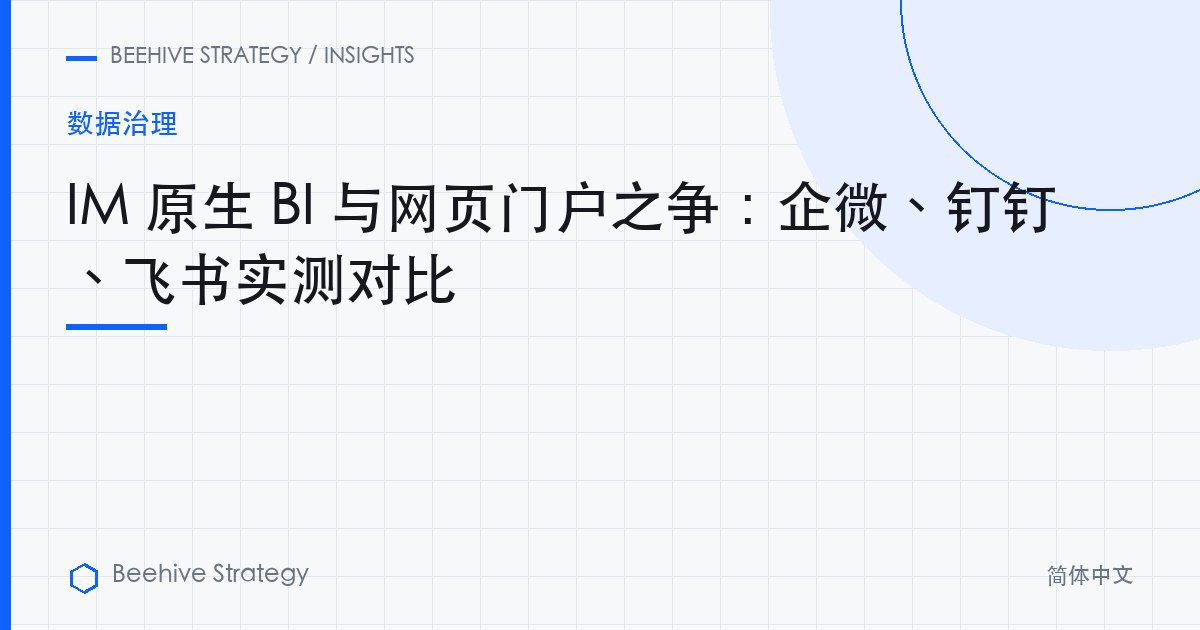 BEEHIVE STRATEGY / INSIGHTS
数据治理
IM 原生 BI 与网页门户之争：企微、钉钉
、飞书实测对比
Beehive Strategy
简体中文